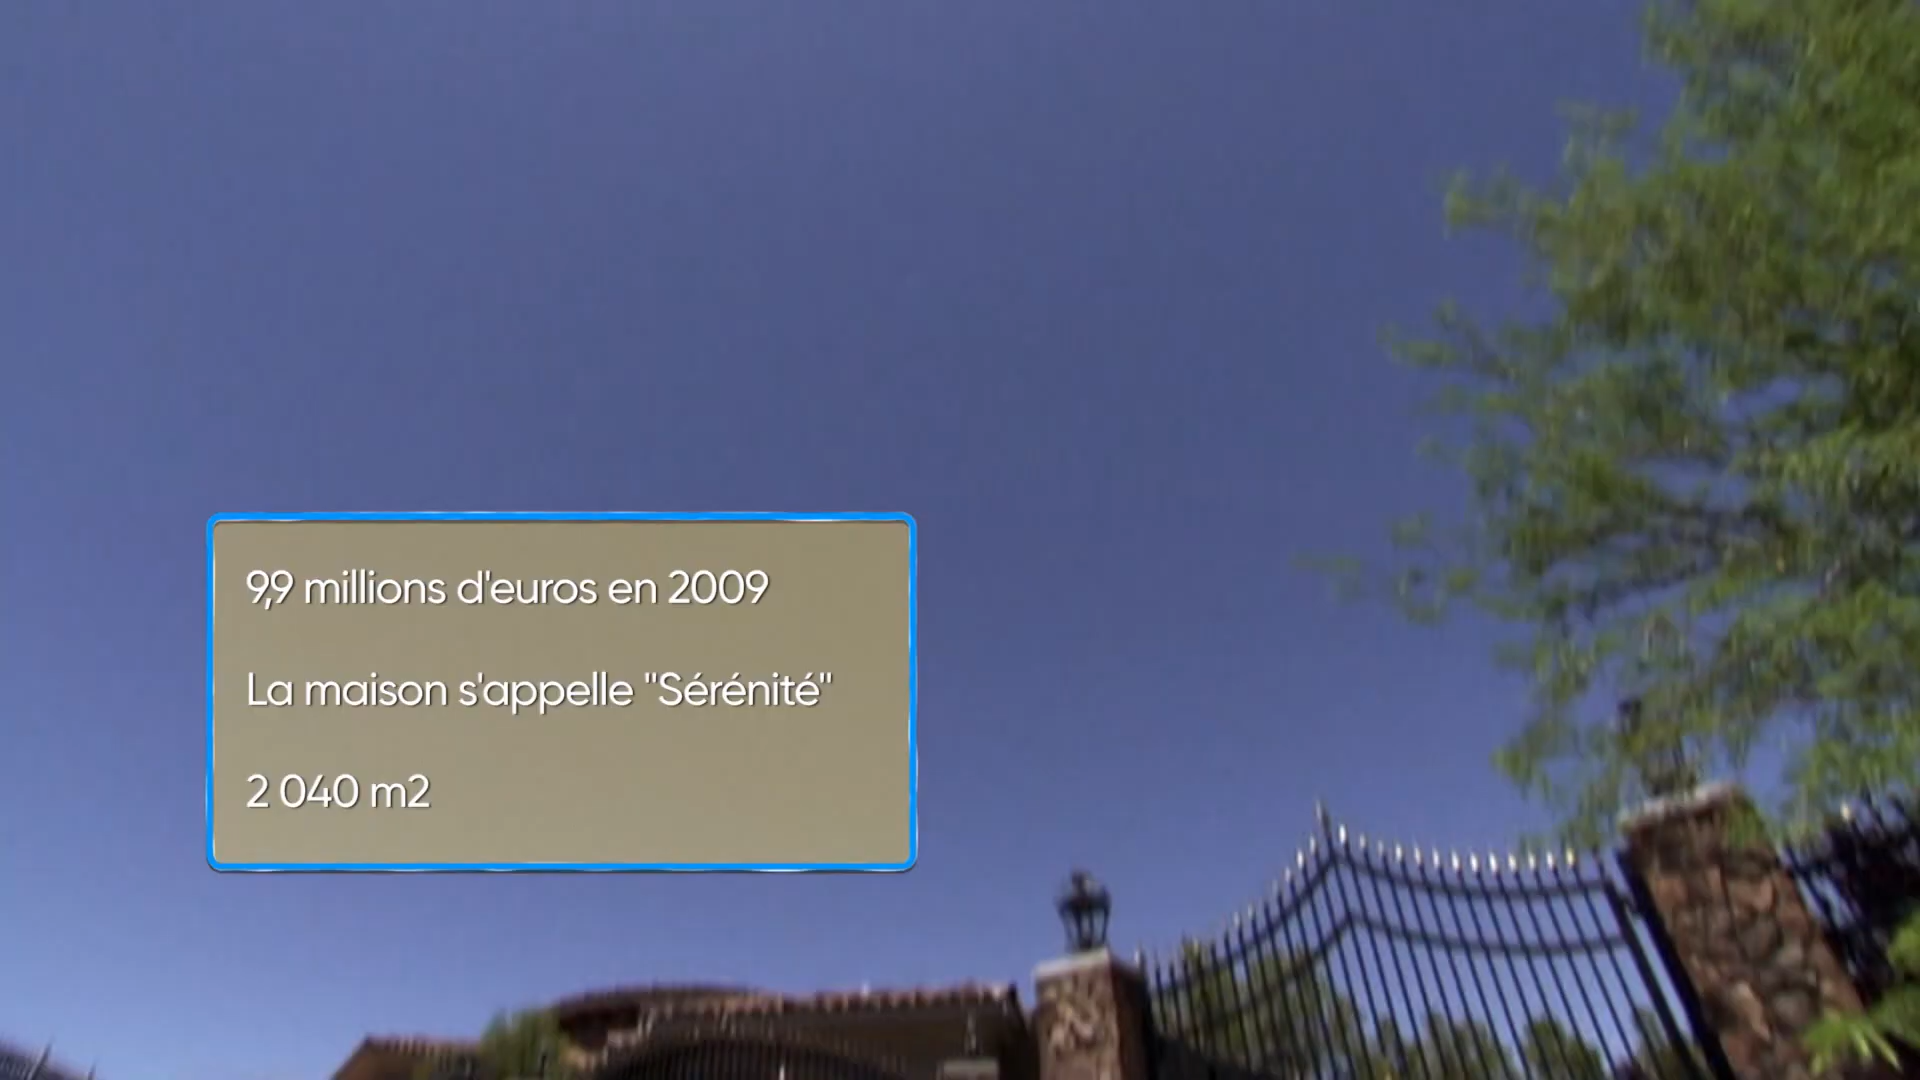 9,9 millions d'euros en 2009
La maison s'appelle "Sérénité"
2 040 m2